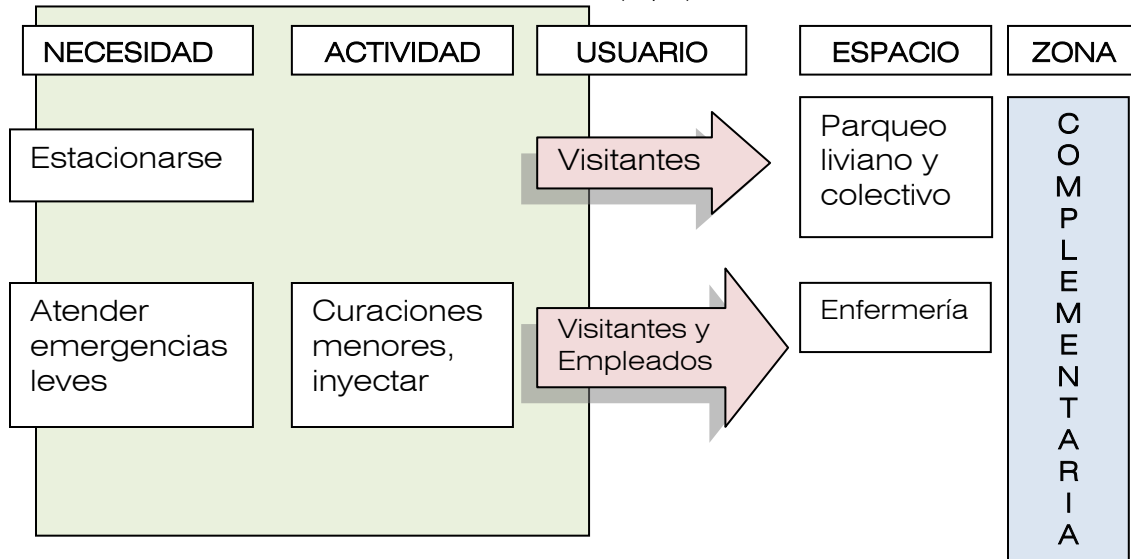 NECESIDAD
ACTIVIDAD
USUARIO
ESPACIO
ZONA
Estacionarse
Visitantes
Parqueo
liviano y
colectivo
Atender
emergencias
leves
Curaciones
menores,
inyectar
Visitantes y
Empleados
Enfermería
C
O
M
P
L
E
M
E
N
T
A
R
I
A